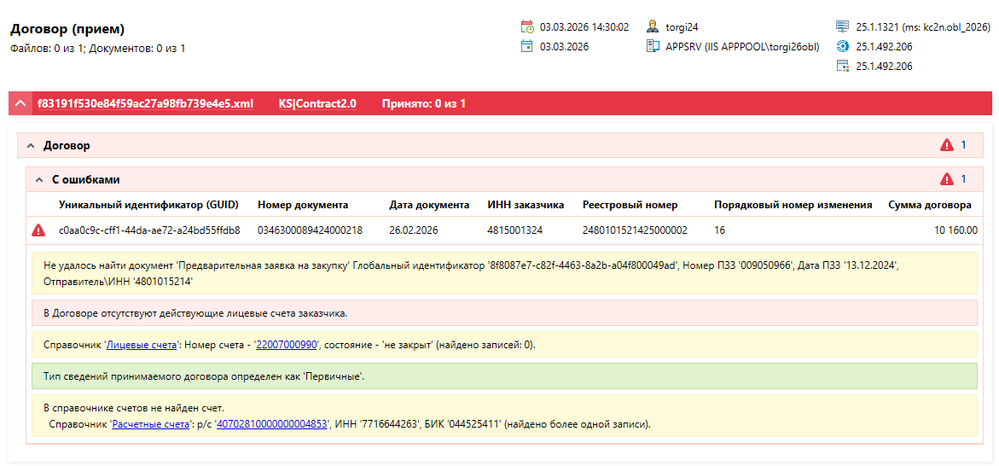 Договор (прием)
Файлов: 0 из 1; Документов: 0 из 1
03.03.2026 14:30:02
03.03.2026
torgi24
APPSRV (IIS APPPOOL\torgi26obl)
25.1.1321 (ms: kc2n.obl_2026)
25.1.492.206
25.1.492.206
f83191f530e84f59ac27a98fb739e4e5.xml KS|Contract2.0 Принято: 0 из 1
Договор 1
С ошибками 1
Уникальный идентификатор (GUID) Номер документа Дата документа ИНН заказчика Реестровый номер Порядковый номер изменения Сумма договора
c0aa0c9c-cff1-44da-ae72-a24bd55ffdb8 0346300089424000218 26.02.2026 4815001324 2480101521425000002 16 10 160.00
Не удалось найти документ 'Предварительная заявка на закупку' Глобальный идентификатор '8f8087e7-c82f-4463-8a2b-a04f800049ad', Номер ПЗЗ '009050966', Дата ПЗЗ '13.12.2024',
Отправитель\ИНН '4801015214'
В Договоре отсутствуют действующие лицевые счета заказчика.
Справочник 'Лицевые счета': Номер счета - '22007000990', состояние - 'не закрыт' (найдено записей: 0).
Тип сведений принимаемого договора определен как 'Первичные'.
В справочнике счетов не найден счет.
Справочник 'Расчетные счета': р/с '40702810000000004853', ИНН '7716644263', БИК '044525411' (найдено более одной записи).